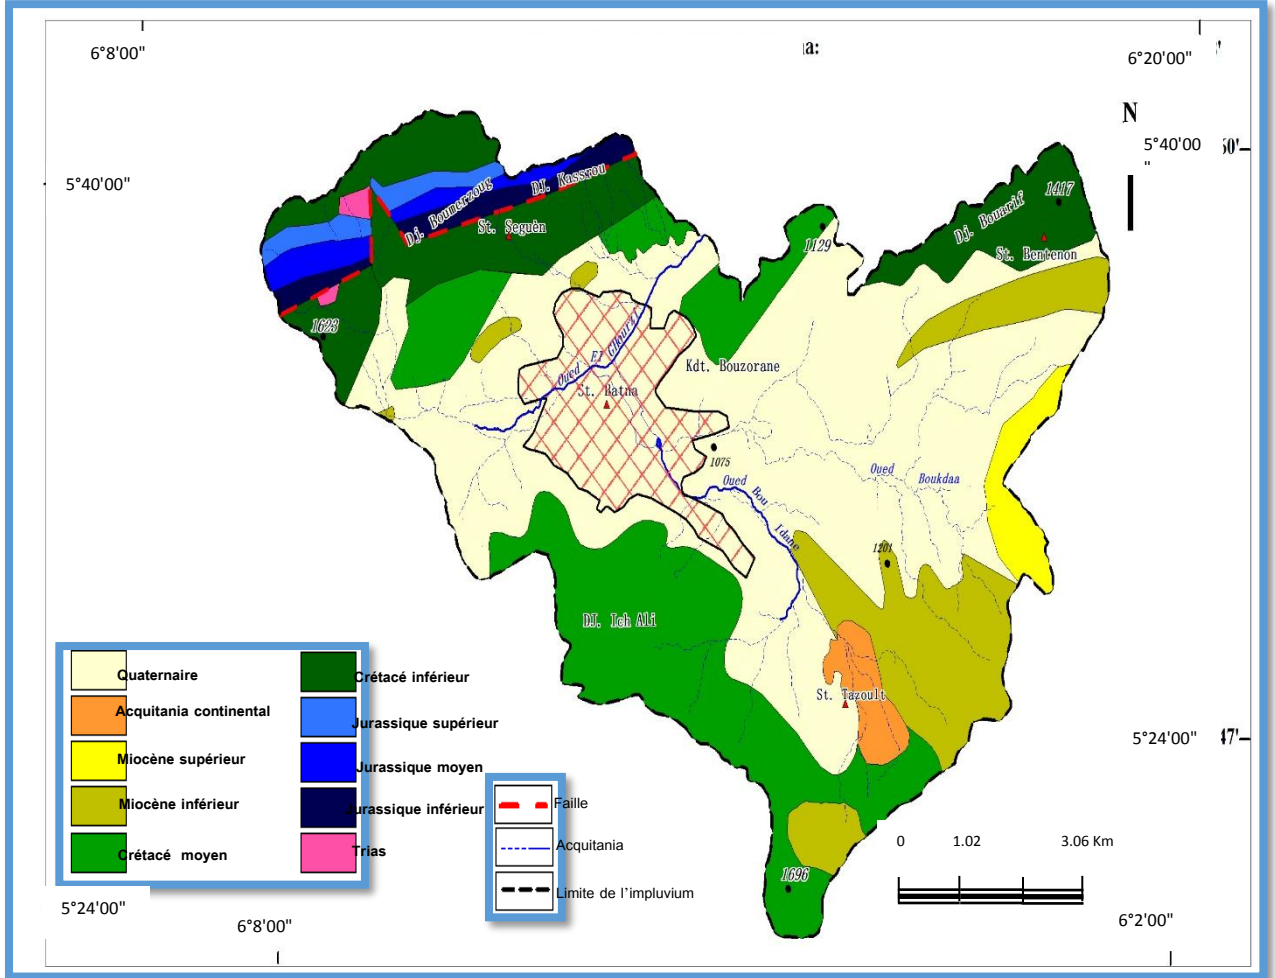 6°8'00"
ıa:
6°20'00"
N
5°40'00
"
5°40'00"
1417
Dj. Bouarif
St. Bentenon
DJ. Kassrou
Dj. Boumerzoug
St. Seguèn
1129
1623
Oued El Ghourzi
Kdt. Bouzorane
St. Batna
1075
Oued Bou Idane
Oued Boukdaa
1201
DJ. Ich Ali
St. Tazoult
Quaternaire
Acquitania continental
Miocène supérieur
Miocène inférieur
Crétacé moyen
Crétacé inférieur
Jurassique supérieur
Jurassique moyen
Jurassique inférieur
Trias
Faille
Acquitania
Limite de l'impluvium
5°24'00"
47'
0 1.02 3.06 Km
1696
5°24'00"
6°8'00"
6°2'00"